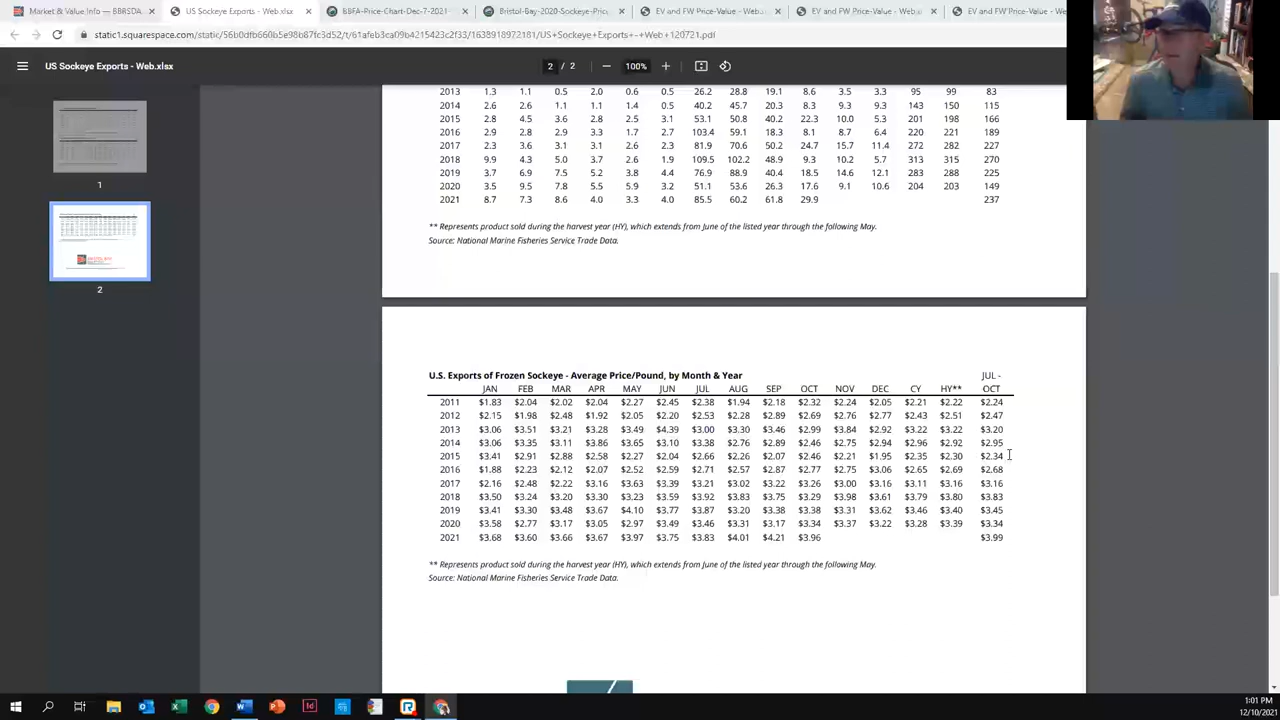 Market & Value Info — BBRSDA
US Sockeye Exports - Web.xlsx
BBFA-Price-Chart-Dec-7-2021-
Bristol-Bay-2020-Sockeye-Pric
EV and FW Price-Value - Web
EV and FW Price-Value - Web
EV and FW Price-Value - Web
static1.squarespace.com/static/56b0dfb660b5e98b87fc3d52/t/61afeb3ca09b4215423c2f33/1638918972181/US+Sockeye+Exports+-+Web+120721.pdf
US Sockeye Exports - Web.xlsx
2 / 2
100%
2013 1.3 1.1 0.5 2.0 0.6 0.5 26.2 28.8 19.1 8.6 3.5 3.3 95 99 83
2014 2.6 2.6 1.1 1.1 1.4 0.5 40.2 45.7 20.3 8.3 9.3 9.3 143 150 115
2015 2.8 4.5 3.6 2.8 2.5 3.1 53.1 50.8 40.2 22.3 10.0 5.3 201 198 166
2016 2.9 2.8 2.9 3.3 1.7 2.7 103.4 59.1 18.3 8.1 8.7 6.4 220 221 189
2017 2.3 3.6 3.1 3.1 2.6 2.3 81.9 70.6 50.2 24.7 15.7 11.4 272 282 227
2018 9.9 4.3 5.0 3.7 2.6 1.9 109.5 102.2 48.9 9.3 10.2 5.7 313 315 270
2019 3.7 6.9 7.5 5.2 3.8 4.4 76.9 88.9 40.4 18.5 14.6 12.1 283 288 225
2020 3.5 9.5 7.8 5.5 5.9 3.2 51.1 53.6 26.3 17.6 9.1 10.6 204 203 149
2021 8.7 7.3 8.6 4.0 3.3 4.0 85.5 60.2 61.8 29.9 237
** Represents product sold during the harvest year (HY), which extends from June of the listed year through the following May.
Source: National Marine Fisheries Service Trade Data.
1
2
U.S. Exports of Frozen Sockeye - Average Price/Pound, by Month & Year JUL -
JAN FEB MAR APR MAY JUN JUL AUG SEP OCT NOV DEC CY HY** OCT
2011 $1.83 $2.04 $2.02 $2.04 $2.27 $2.45 $2.38 $1.94 $2.18 $2.32 $2.24 $2.05 $2.21 $2.22 $2.24
2012 $2.15 $1.98 $2.48 $1.92 $2.05 $2.20 $2.53 $2.28 $2.89 $2.69 $2.76 $2.77 $2.43 $2.51 $2.47
2013 $3.06 $3.51 $3.21 $3.28 $3.49 $4.39 $3.00 $3.30 $3.46 $2.99 $3.84 $2.92 $3.22 $3.22 $3.20
2014 $3.06 $3.35 $3.11 $3.86 $3.65 $3.10 $3.38 $2.76 $2.89 $2.46 $2.75 $2.94 $2.96 $2.92 $2.95
2015 $3.41 $2.91 $2.88 $2.58 $2.27 $2.04 $2.66 $2.26 $2.07 $2.46 $2.21 $1.95 $2.35 $2.30 $2.34
2016 $1.88 $2.23 $2.12 $2.07 $2.52 $2.59 $2.71 $2.57 $2.87 $2.77 $2.75 $3.06 $2.65 $2.69 $2.68
2017 $2.16 $2.48 $2.22 $3.16 $3.63 $3.39 $3.21 $3.02 $3.22 $3.26 $3.00 $3.16 $3.11 $3.16 $3.16
2018 $3.50 $3.24 $3.20 $3.30 $3.23 $3.59 $3.92 $3.83 $3.75 $3.29 $3.98 $3.61 $3.79 $3.80 $3.83
2019 $3.41 $3.30 $3.48 $3.67 $4.10 $3.77 $3.87 $3.20 $3.38 $3.38 $3.31 $3.62 $3.46 $3.40 $3.45
2020 $3.58 $2.77 $3.17 $3.05 $2.97 $3.49 $3.46 $3.31 $3.17 $3.34 $3.37 $3.22 $3.28 $3.39 $3.34
2021 $3.68 $3.60 $3.66 $3.67 $3.97 $3.75 $3.83 $4.01 $4.21 $3.96 $3.99
** Represents product sold during the harvest year (HY), which extends from June of the listed year through the following May.
Source: National Marine Fisheries Service Trade Data.
1:01 PM
12/10/2021